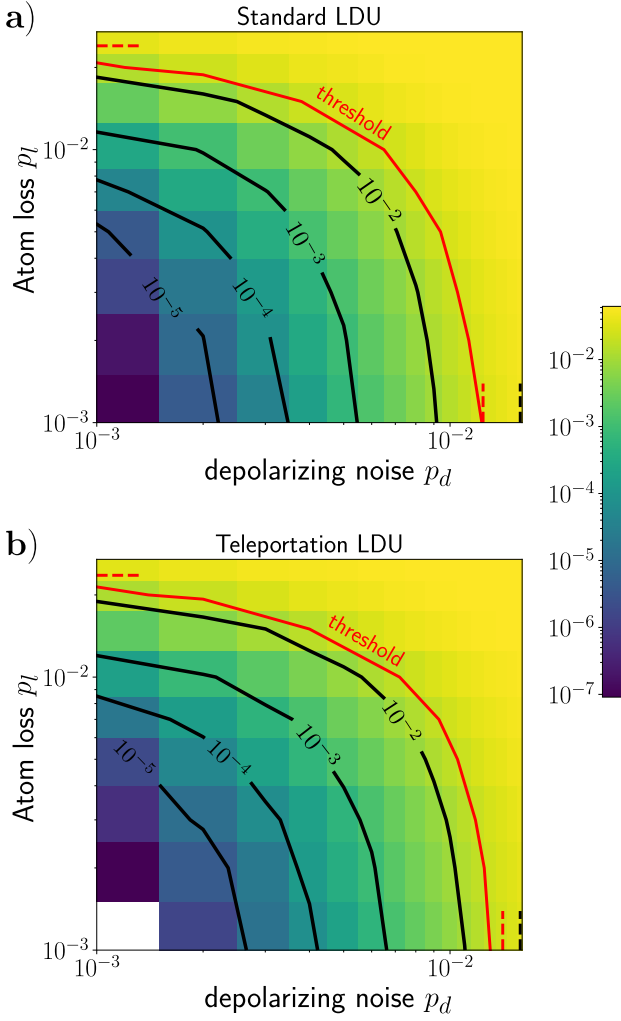 a)
Standard LDU
threshold
10⁻²
10⁻³
10⁻⁴
10⁻⁵
Atom loss pₗ
10⁻²
10⁻³
10⁻³
10⁻²
depolarizing noise p_d
10⁻²
10⁻³
10⁻⁴
10⁻⁵
10⁻⁶
10⁻⁷
b)
Teleportation LDU
threshold
10⁻²
10⁻³
10⁻⁴
10⁻⁵
Atom loss pₗ
10⁻²
10⁻³
10⁻³
10⁻²
depolarizing noise p_d